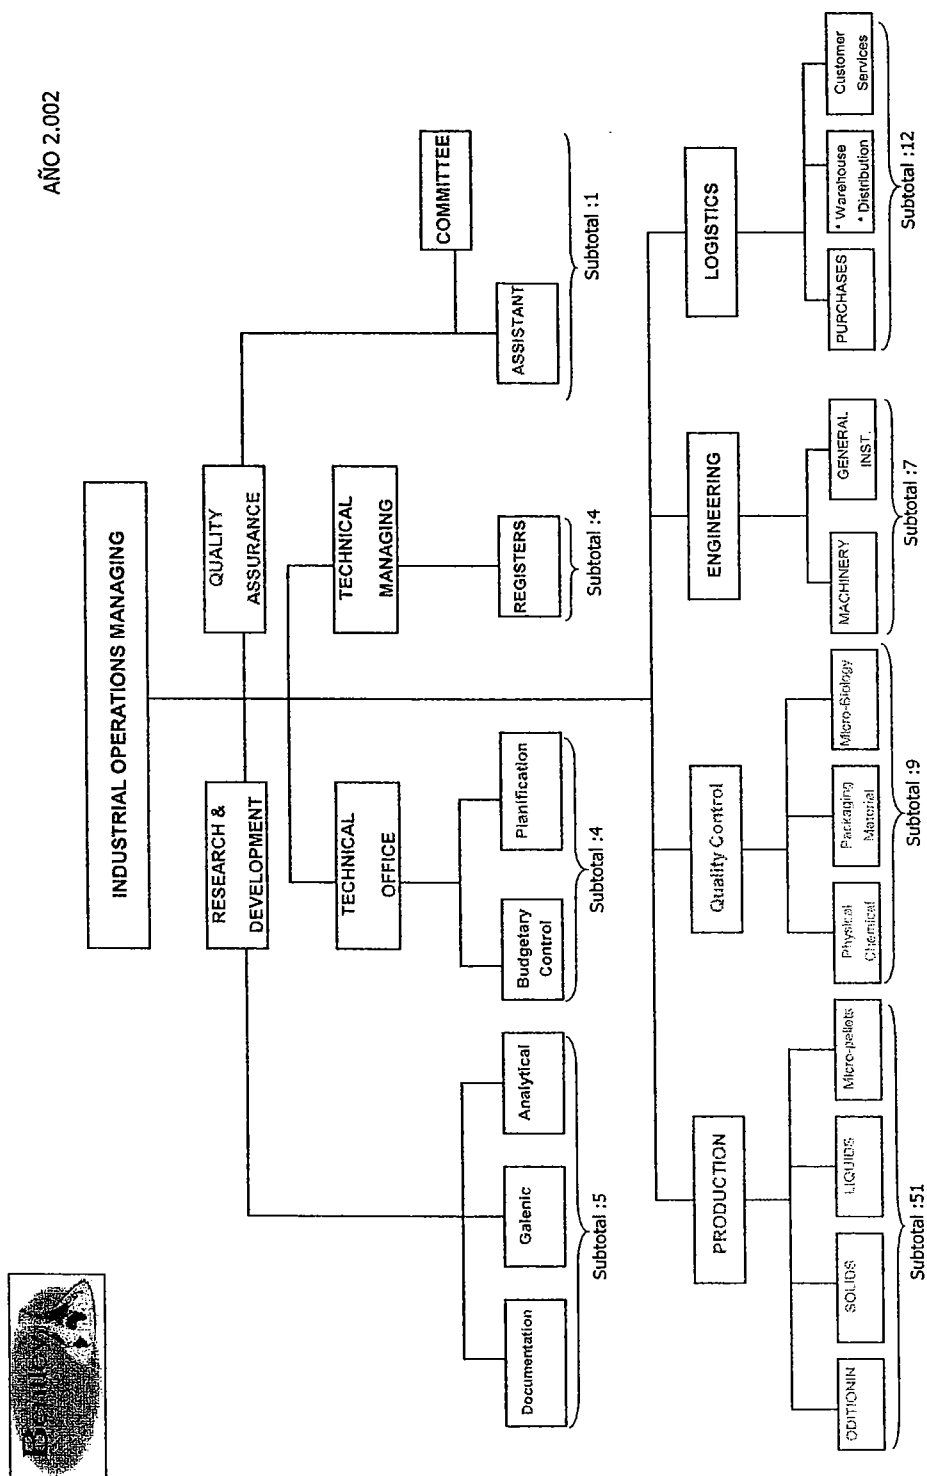 AÑO 2.002
INDUSTRIAL OPERATIONS MANAGING
RESEARCH &
DEVELOPMENT
QUALITY
ASSURANCE
COMMITTEE
TECHNICAL
OFFICE
TECHNICAL
MANAGING
Documentation
Galenic
Analytical
Budgetary
Control
Planification
REGISTERS
ASSISTANT
Subtotal :5
Subtotal :4
Subtotal :4
Subtotal :1
PRODUCTION
Quality Control
ENGINEERING
LOGISTICS
ODITIONIN
SOLIDS
LIQUIDS
Micro-pellets
Physical
Chemical
Packaging
Material
Micro-Biology
MACHINERY
GENERAL
INST.
PURCHASES
* Warehouse
* Distribution
Customer
Services
Subtotal :51
Subtotal :9
Subtotal :7
Subtotal :12